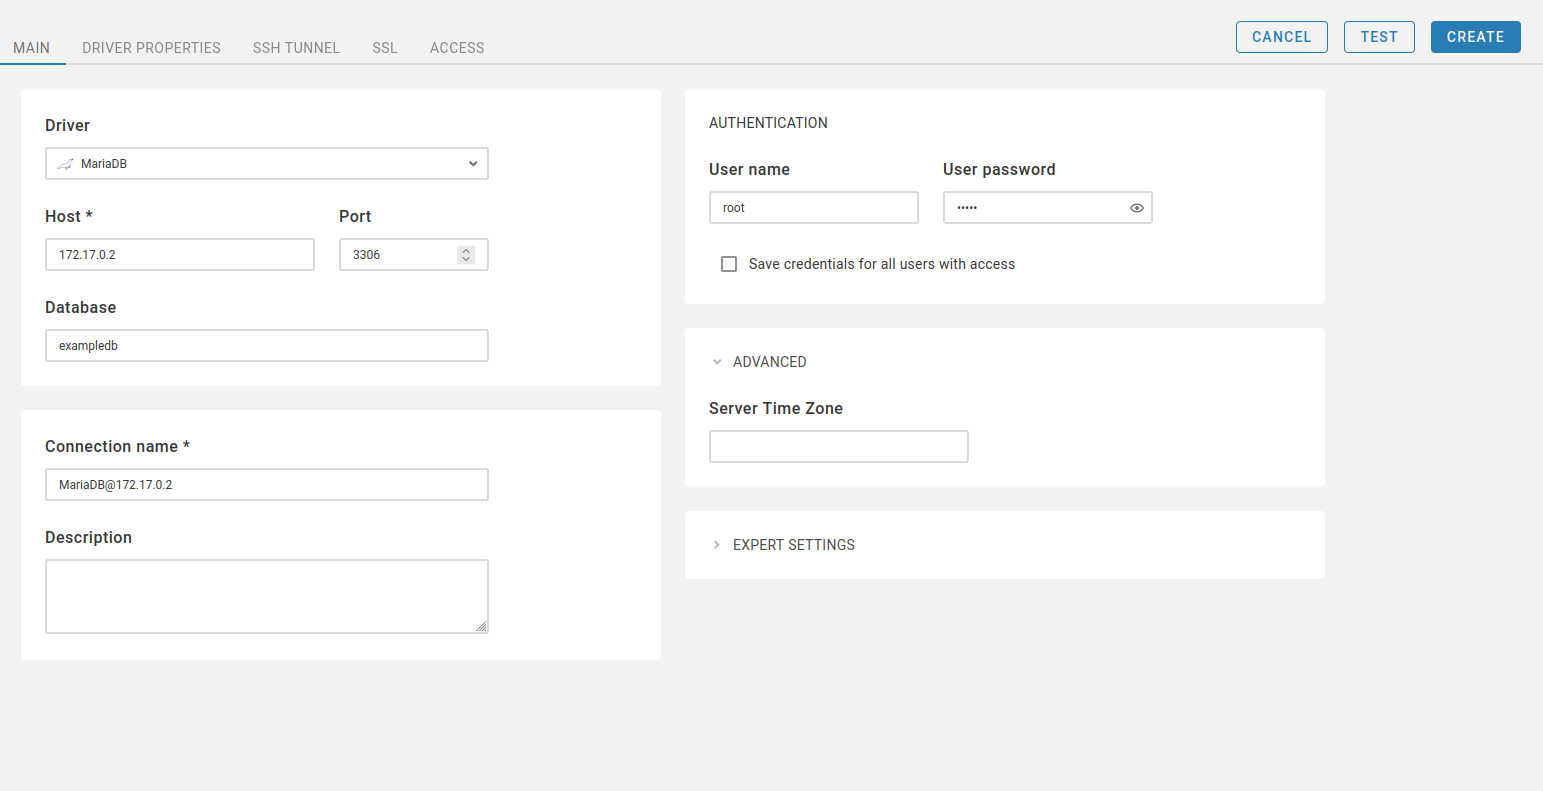 MAIN DRIVER PROPERTIES SSH TUNNEL SSL ACCESS CANCEL TEST CREATE
Driver
MariaDB
Host * Port
172.17.0.2 3306
Database
exampledb
Connection name *
MariaDB@172.17.0.2
Description
AUTHENTICATION
User name User password
root •••••
Save credentials for all users with access
ADVANCED
Server Time Zone
EXPERT SETTINGS